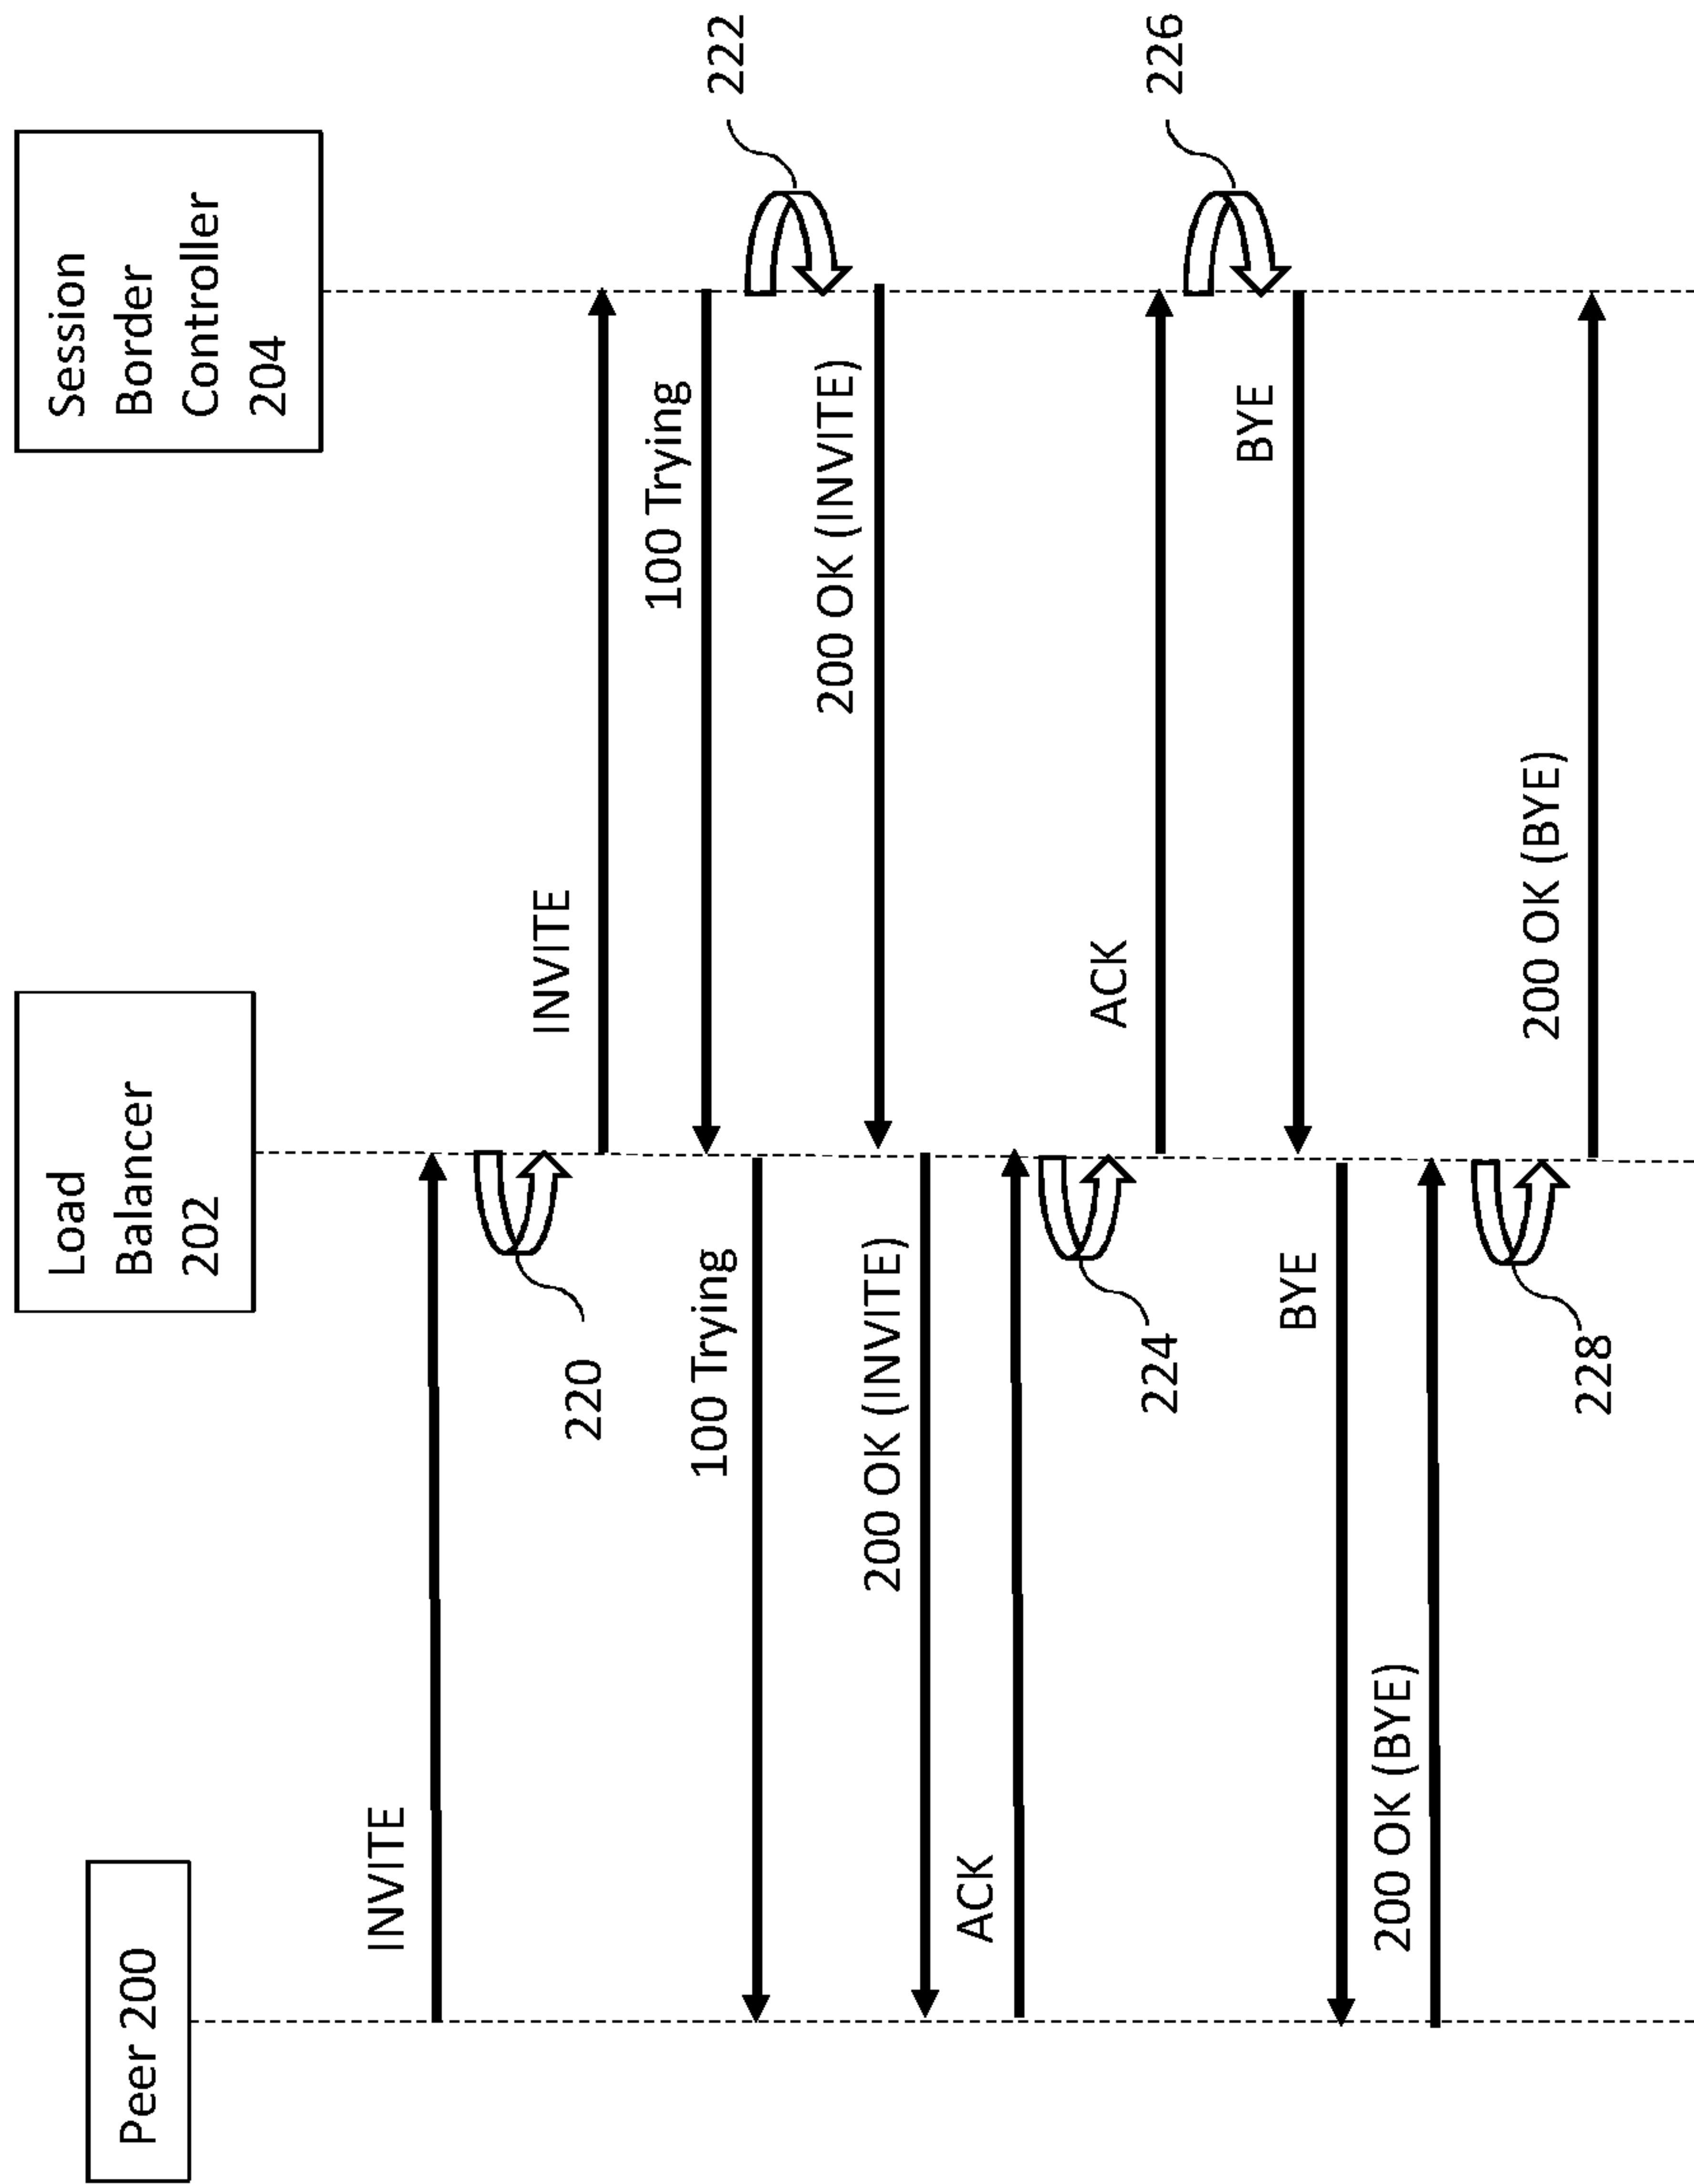 Peer 200
Load
Balancer
202
Session
Border
Controller
204
INVITE
220
INVITE
100 Trying
100 Trying
222
200 OK (INVITE)
200 OK (INVITE)
ACK
224
ACK
226
BYE
BYE
200 OK (BYE)
228
200 OK (BYE)